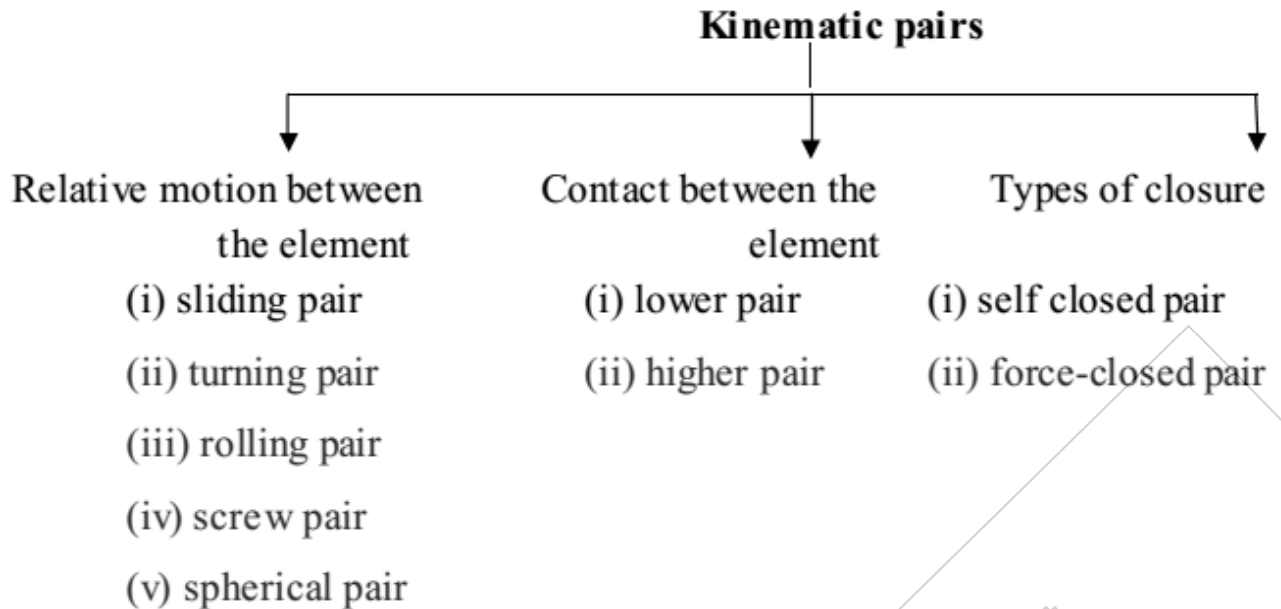 Kinematic pairs
Relative motion between
the element
(i) sliding pair
(ii) turning pair
(iii) rolling pair
(iv) screw pair
(v) spherical pair
Contact between the
element
(i) lower pair
(ii) higher pair
Types of closure
(i) self closed pair
(ii) force-closed pair